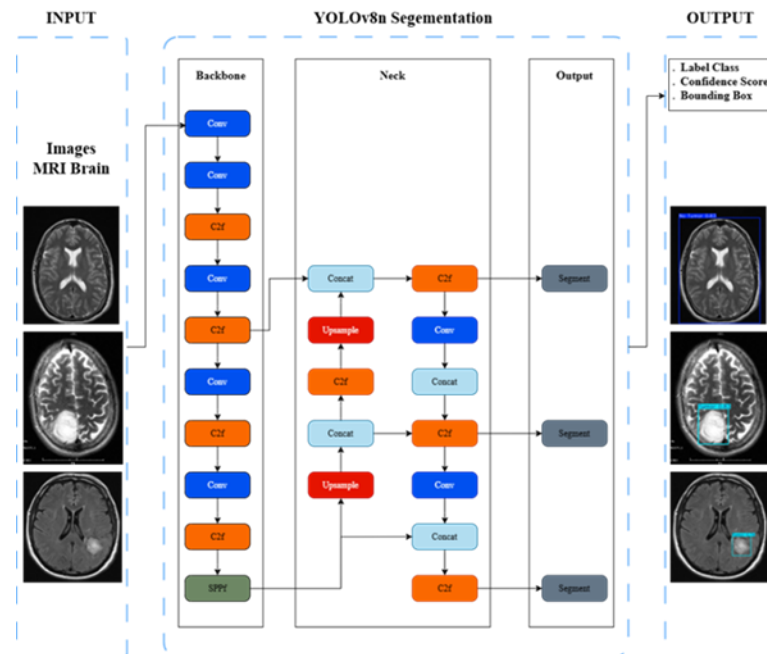 INPUT
YOLOv8n Segementation
OUTPUT
Images
MRI Brain
Backbone
Conv
Conv
C2f
Conv
C2f
Conv
C2f
Conv
C2f
SPPf
Neck
Concat
C2f
Upsample
Conv
C2f
Concat
Concat
C2f
Upsample
Conv
Concat
C2f
Output
Segment
Segment
Segment
. Label Class
. Confidence Score
. Bounding Box